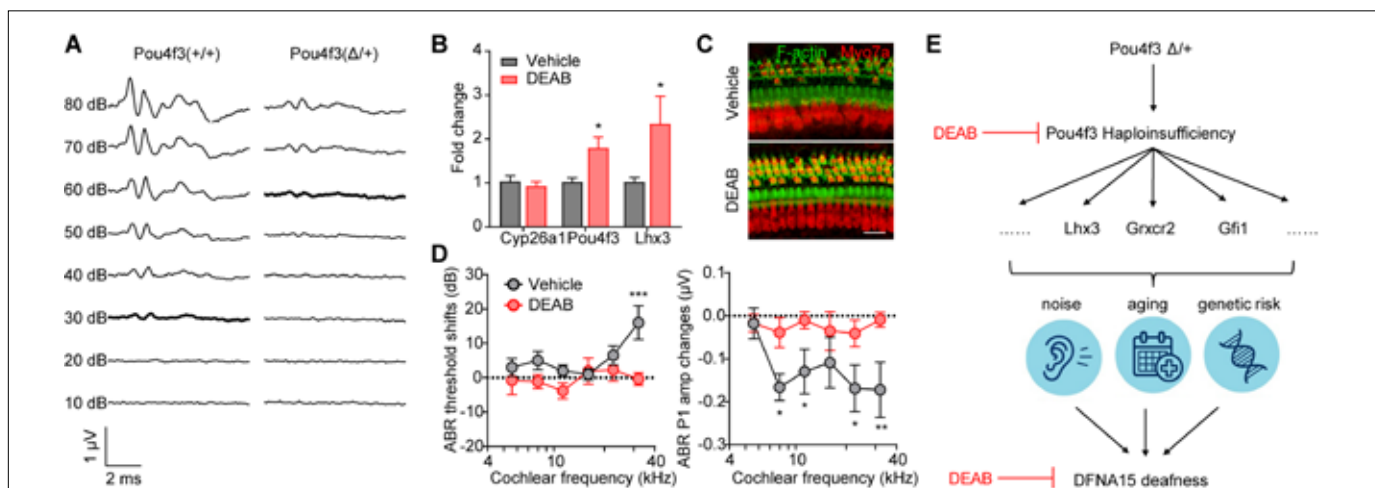 A
Pou4f3(+/+)
Pou4f3(Δ/+)
80 dB
70 dB
60 dB
50 dB
40 dB
30 dB
20 dB
10 dB
1 µV
2 ms
B
Vehicle
DEAB
Fold change
4
3
2
1
0
*
*
Cyp26a1
Pou4f3
Lhx3
C
F-actin
Myo7a
Vehicle
DEAB
D
Vehicle
DEAB
ABR threshold shifts (dB)
30
20
10
0
-10
-20
***
4
10
40
Cochlear frequency (kHz)
ABR P1 amp changes (µV)
0.1
0.0
-0.1
-0.2
-0.3
*
*
*
**
4
10
40
Cochlear frequency (kHz)
E
Pou4f3 Δ/+
DEAB
Pou4f3 Haploinsufficiency
...... Lhx3 Grxcr2 Gfi1 ......
noise aging genetic risk
DEAB
DFNA15 deafness